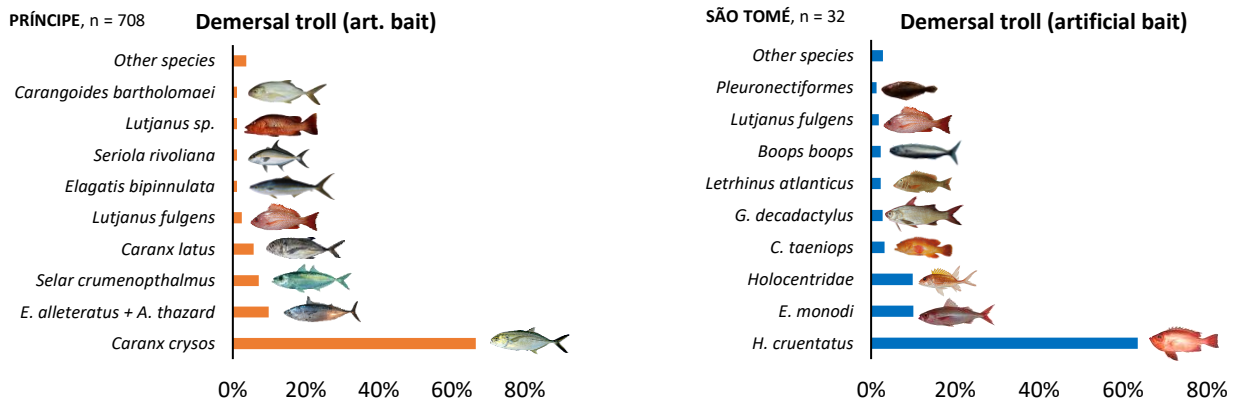 PRÍNCIPE, n = 708
Demersal troll (art. bait)
Other species
Carangoides bartholomaei
Lutjanus sp.
Seriola rivoliana
Elagatis bipinnulata
Lutjanus fulgens
Caranx latus
Selar crumenopthalmus
E. alleteratus + A. thazard
Caranx crysos
0% 20% 40% 60% 80%
SÃO TOMÉ, n = 32
Demersal troll (artificial bait)
Other species
Pleuronectiformes
Lutjanus fulgens
Boops boops
Letrhinus atlanticus
G. decadactylus
C. taeniops
Holocentridae
E. monodi
H. cruentatus
0% 20% 40% 60% 80%